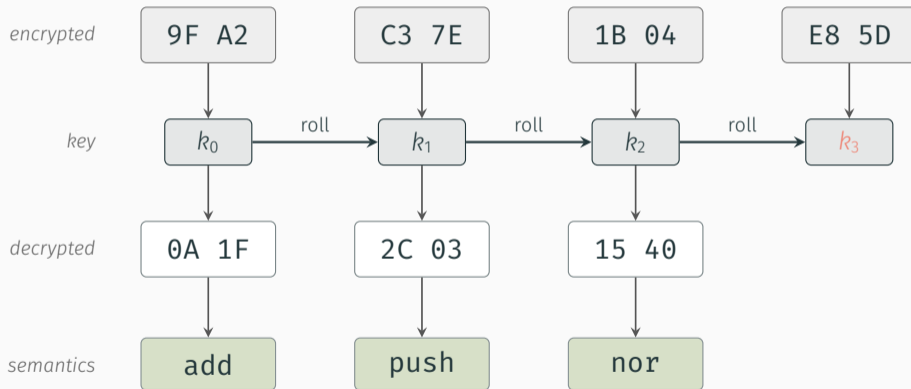 encrypted 9F A2 C3 7E 1B 04 E8 5D
roll roll roll
key k₀ k₁ k₂ k₃
decrypted 0A 1F 2C 03 15 40
semantics add push nor